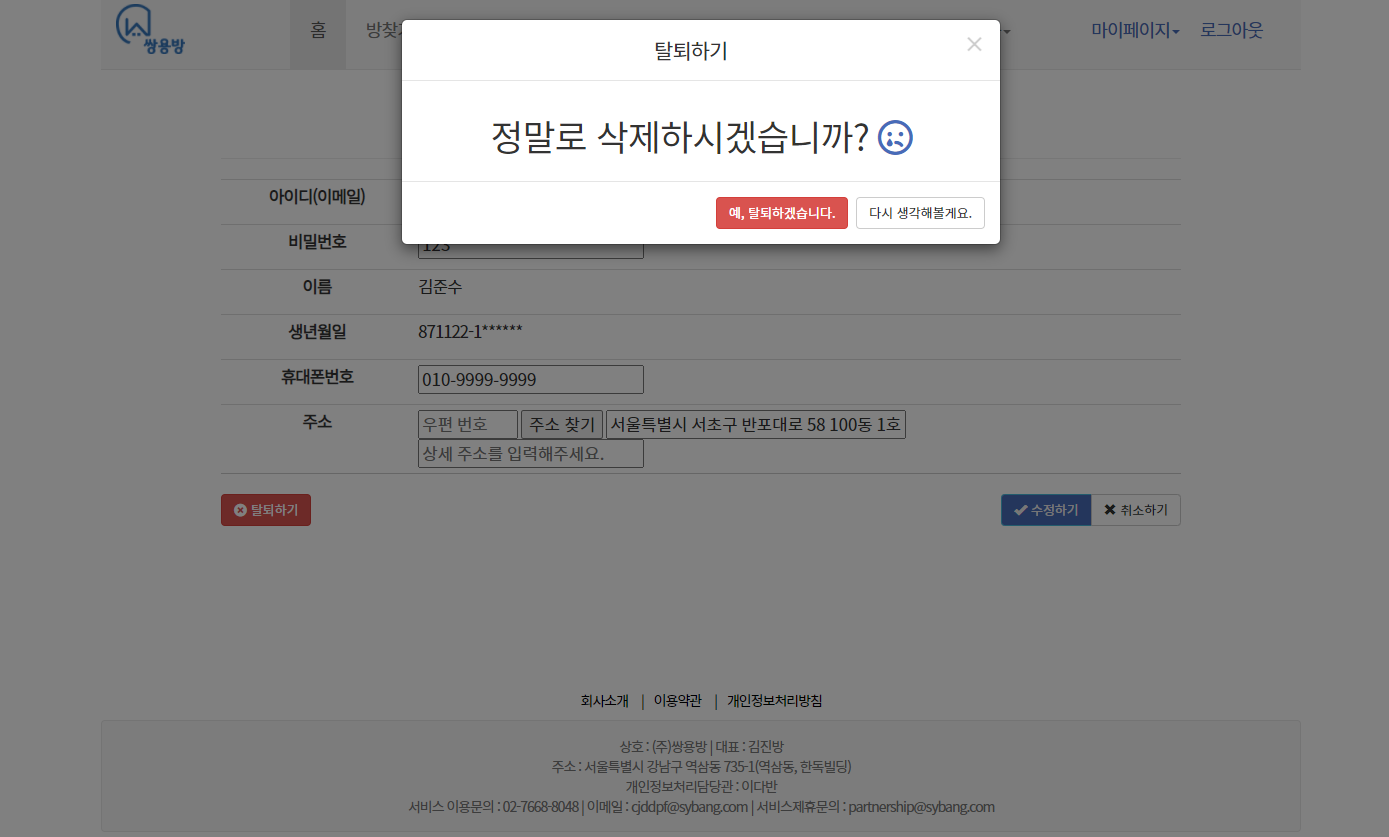 쌍용방
홈 방찾기 마이페이지 로그아웃
탈퇴하기
×
정말로 삭제하시겠습니까?
예, 탈퇴하겠습니다. 다시 생각해볼게요.
아이디(이메일)
비밀번호 123
이름 김준수
생년월일 871122-1******
휴대폰번호 010-9999-9999
주소 우편 번호 주소 찾기 서울특별시 서초구 반포대로 58 100동 1호
상세 주소를 입력해주세요.
탈퇴하기 수정하기 취소하기
회사소개 | 이용약관 | 개인정보처리방침
상호 : (주)쌍용방 | 대표 : 김진방
주소 : 서울특별시 강남구 역삼동 735-1(역삼동, 한독빌딩)
개인정보처리담당관 : 이다반
서비스 이용문의 : 02-7668-8048 | 이메일 : cjddpf@sybang.com | 서비스제휴문의 : partnership@sybang.com